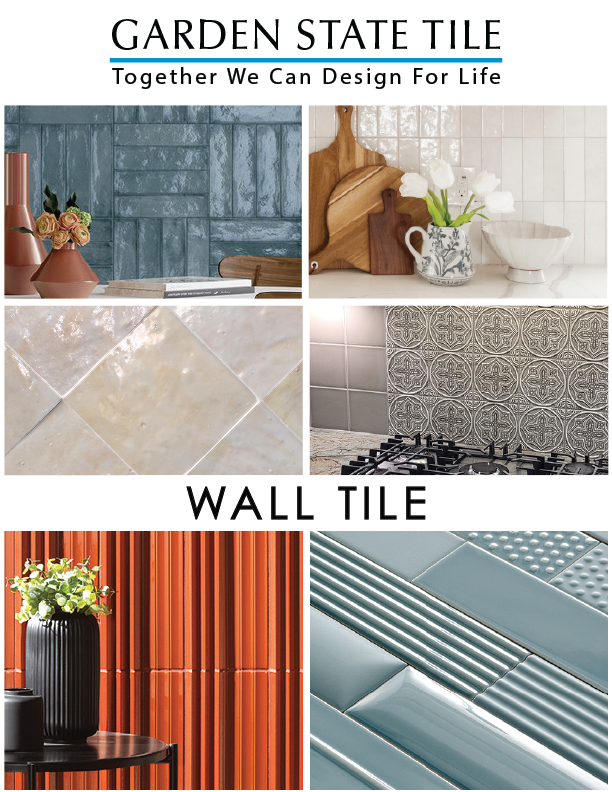 GARDEN STATE TILE
Together We Can Design For Life
WALL TILE